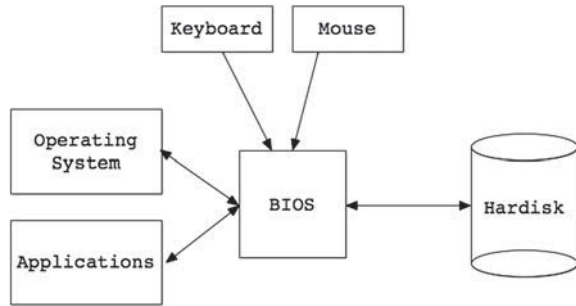 Keyboard
Mouse
Operating
System
BIOS
Hardisk
Applications